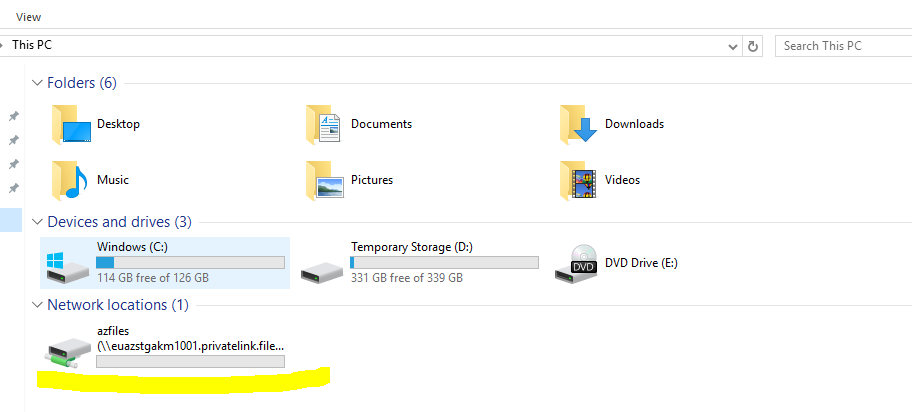 View
This PC
Search This PC
Folders (6)
Desktop
Documents
Downloads
Music
Pictures
Videos
Devices and drives (3)
Windows (C:)
114 GB free of 126 GB
Temporary Storage (D:)
331 GB free of 339 GB
DVD
DVD Drive (E:)
Network locations (1)
azfiles
(\\euazstgakm1001.privatelink.file...